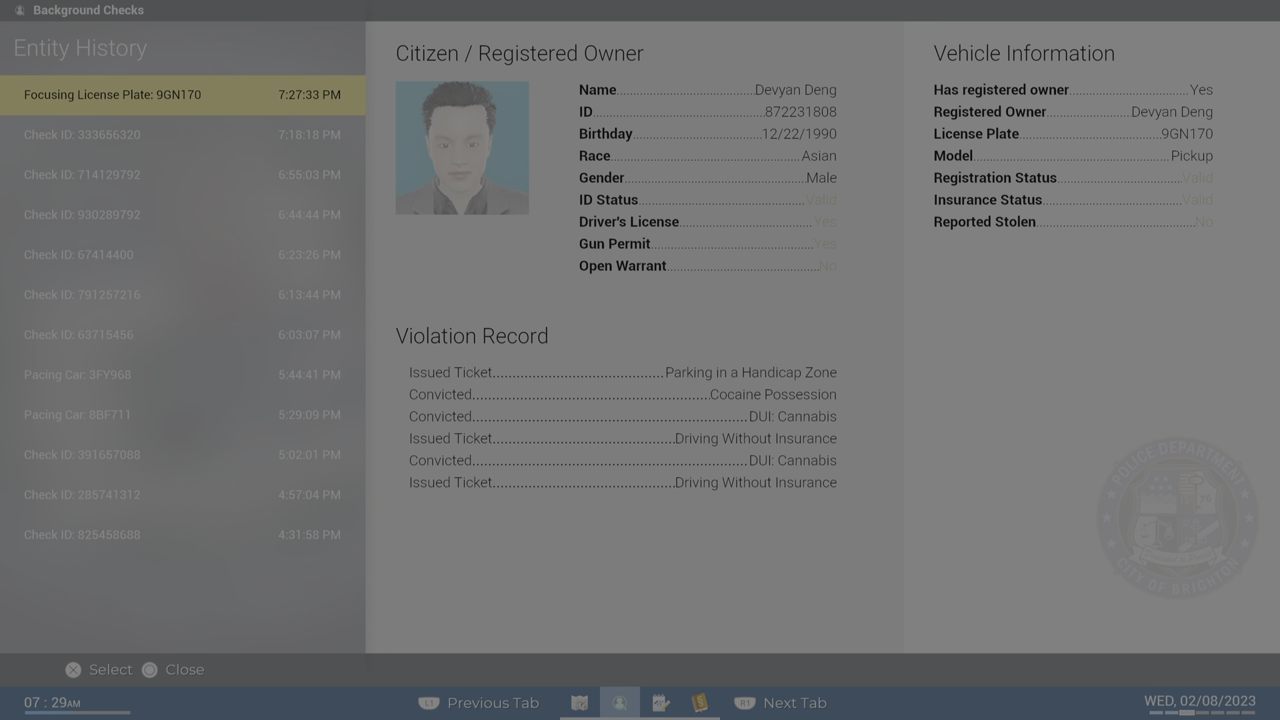 Background Checks
Entity History
Focusing License Plate: 9GN170 7:27:33 PM
Check ID: 333656320 7:18:18 PM
Check ID: 714129792 6:55:03 PM
Check ID: 930289792 6:44:44 PM
Check ID: 67414400 6:23:26 PM
Check ID: 791257216 6:13:44 PM
Check ID: 63715456 6:03:07 PM
Pacing Car: 3FY968 5:44:41 PM
Pacing Car: 8BF711 5:29:09 PM
Check ID: 391657088 5:02:01 PM
Check ID: 285741312 4:57:04 PM
Check ID: 825458688 4:31:58 PM
Citizen / Registered Owner
Name Devyan Deng
ID 872231808
Birthday 12/22/1990
Race Asian
Gender Male
ID Status Valid
Driver's License Yes
Gun Permit Yes
Open Warrant No
Violation Record
Issued Ticket Parking in a Handicap Zone
Convicted Cocaine Possession
Convicted DUI: Cannabis
Issued Ticket Driving Without Insurance
Convicted DUI: Cannabis
Issued Ticket Driving Without Insurance
Vehicle Information
Has registered owner Yes
Registered Owner Devyan Deng
License Plate 9GN170
Model Pickup
Registration Status Valid
Insurance Status Valid
Reported Stolen No
POLICE DEPARTMENT
CITY OF BRIGHTON
Select Close
07 : 29AM
L1 Previous Tab
R1 Next Tab
WED, 02/08/2023